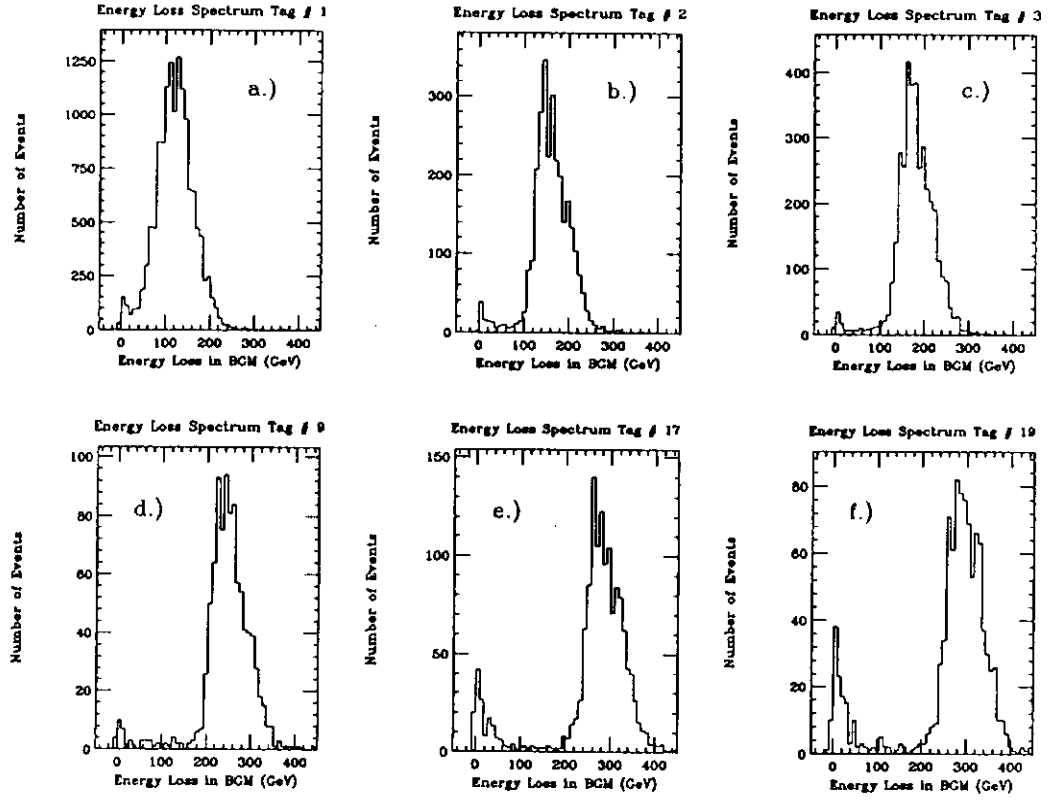 Energy Loss Spectrum Tag # 1
Number of Events
1250
1000
750
500
250
0
a.)
0 100 200 300 400
Energy Loss in BGM (GeV)
Energy Loss Spectrum Tag # 2
Number of Events
300
200
100
0
b.)
0 100 200 300 400
Energy Loss in BGM (GeV)
Energy Loss Spectrum Tag # 3
Number of Events
400
300
200
100
0
c.)
0 100 200 300 400
Energy Loss in BGM (GeV)
Energy Loss Spectrum Tag # 9
Number of Events
100
80
60
40
20
0
d.)
0 100 200 300 400
Energy Loss in BGM (GeV)
Energy Loss Spectrum Tag # 17
Number of Events
150
100
50
0
e.)
0 100 200 300 400
Energy Loss in BGM (GeV)
Energy Loss Spectrum Tag # 19
Number of Events
80
60
40
20
0
f.)
0 100 200 300 400
Energy Loss in BGM (GeV)